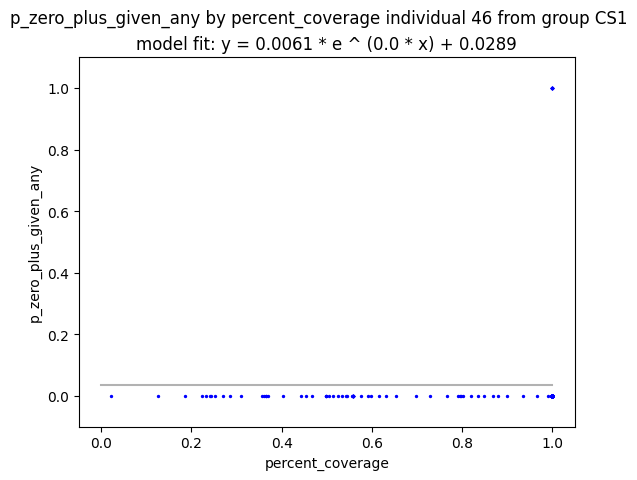 p_zero_plus_given_any by percent_coverage individual 46 from group CS1
model fit: y = 0.0061 * e ^ (0.0 * x) + 0.0289
1.0
0.8
0.6
0.4
0.2
0.0
p_zero_plus_given_any
0.0 0.2 0.4 0.6 0.8 1.0
percent_coverage